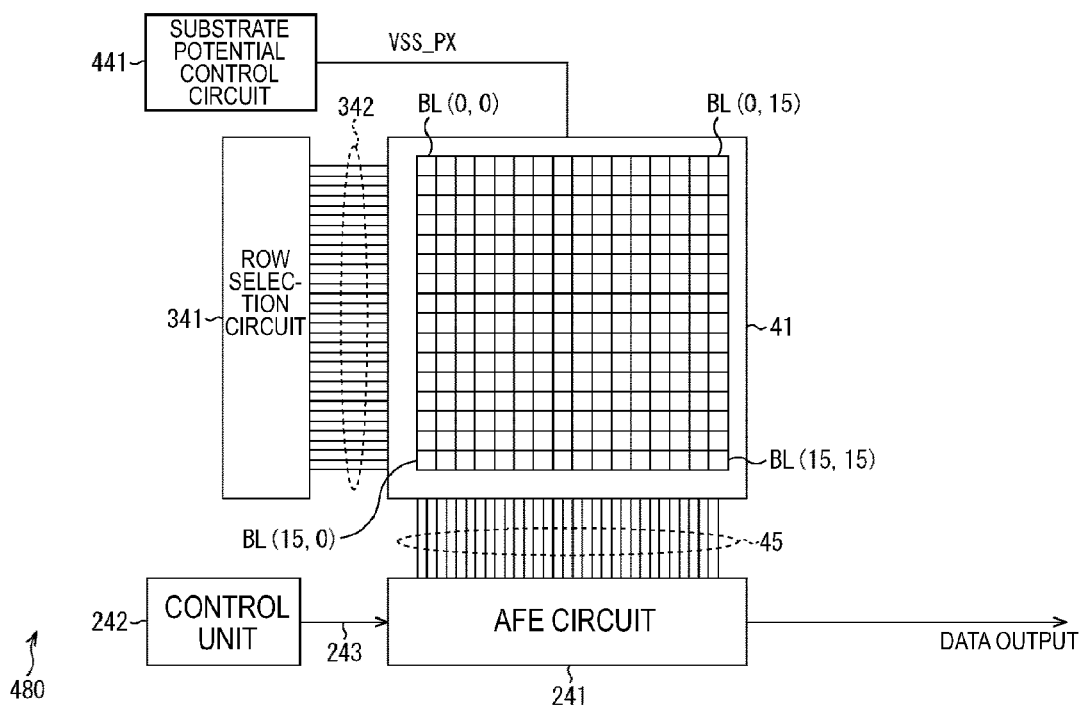 SUBSTRATE
POTENTIAL
CONTROL
CIRCUIT
441
VSS_PX
342
BL(0, 0)
BL(0, 15)
ROW
SELEC-
TION
CIRCUIT
341
41
BL(15, 15)
BL(15, 0)
45
242
CONTROL
UNIT
243
AFE CIRCUIT
241
DATA OUTPUT
480